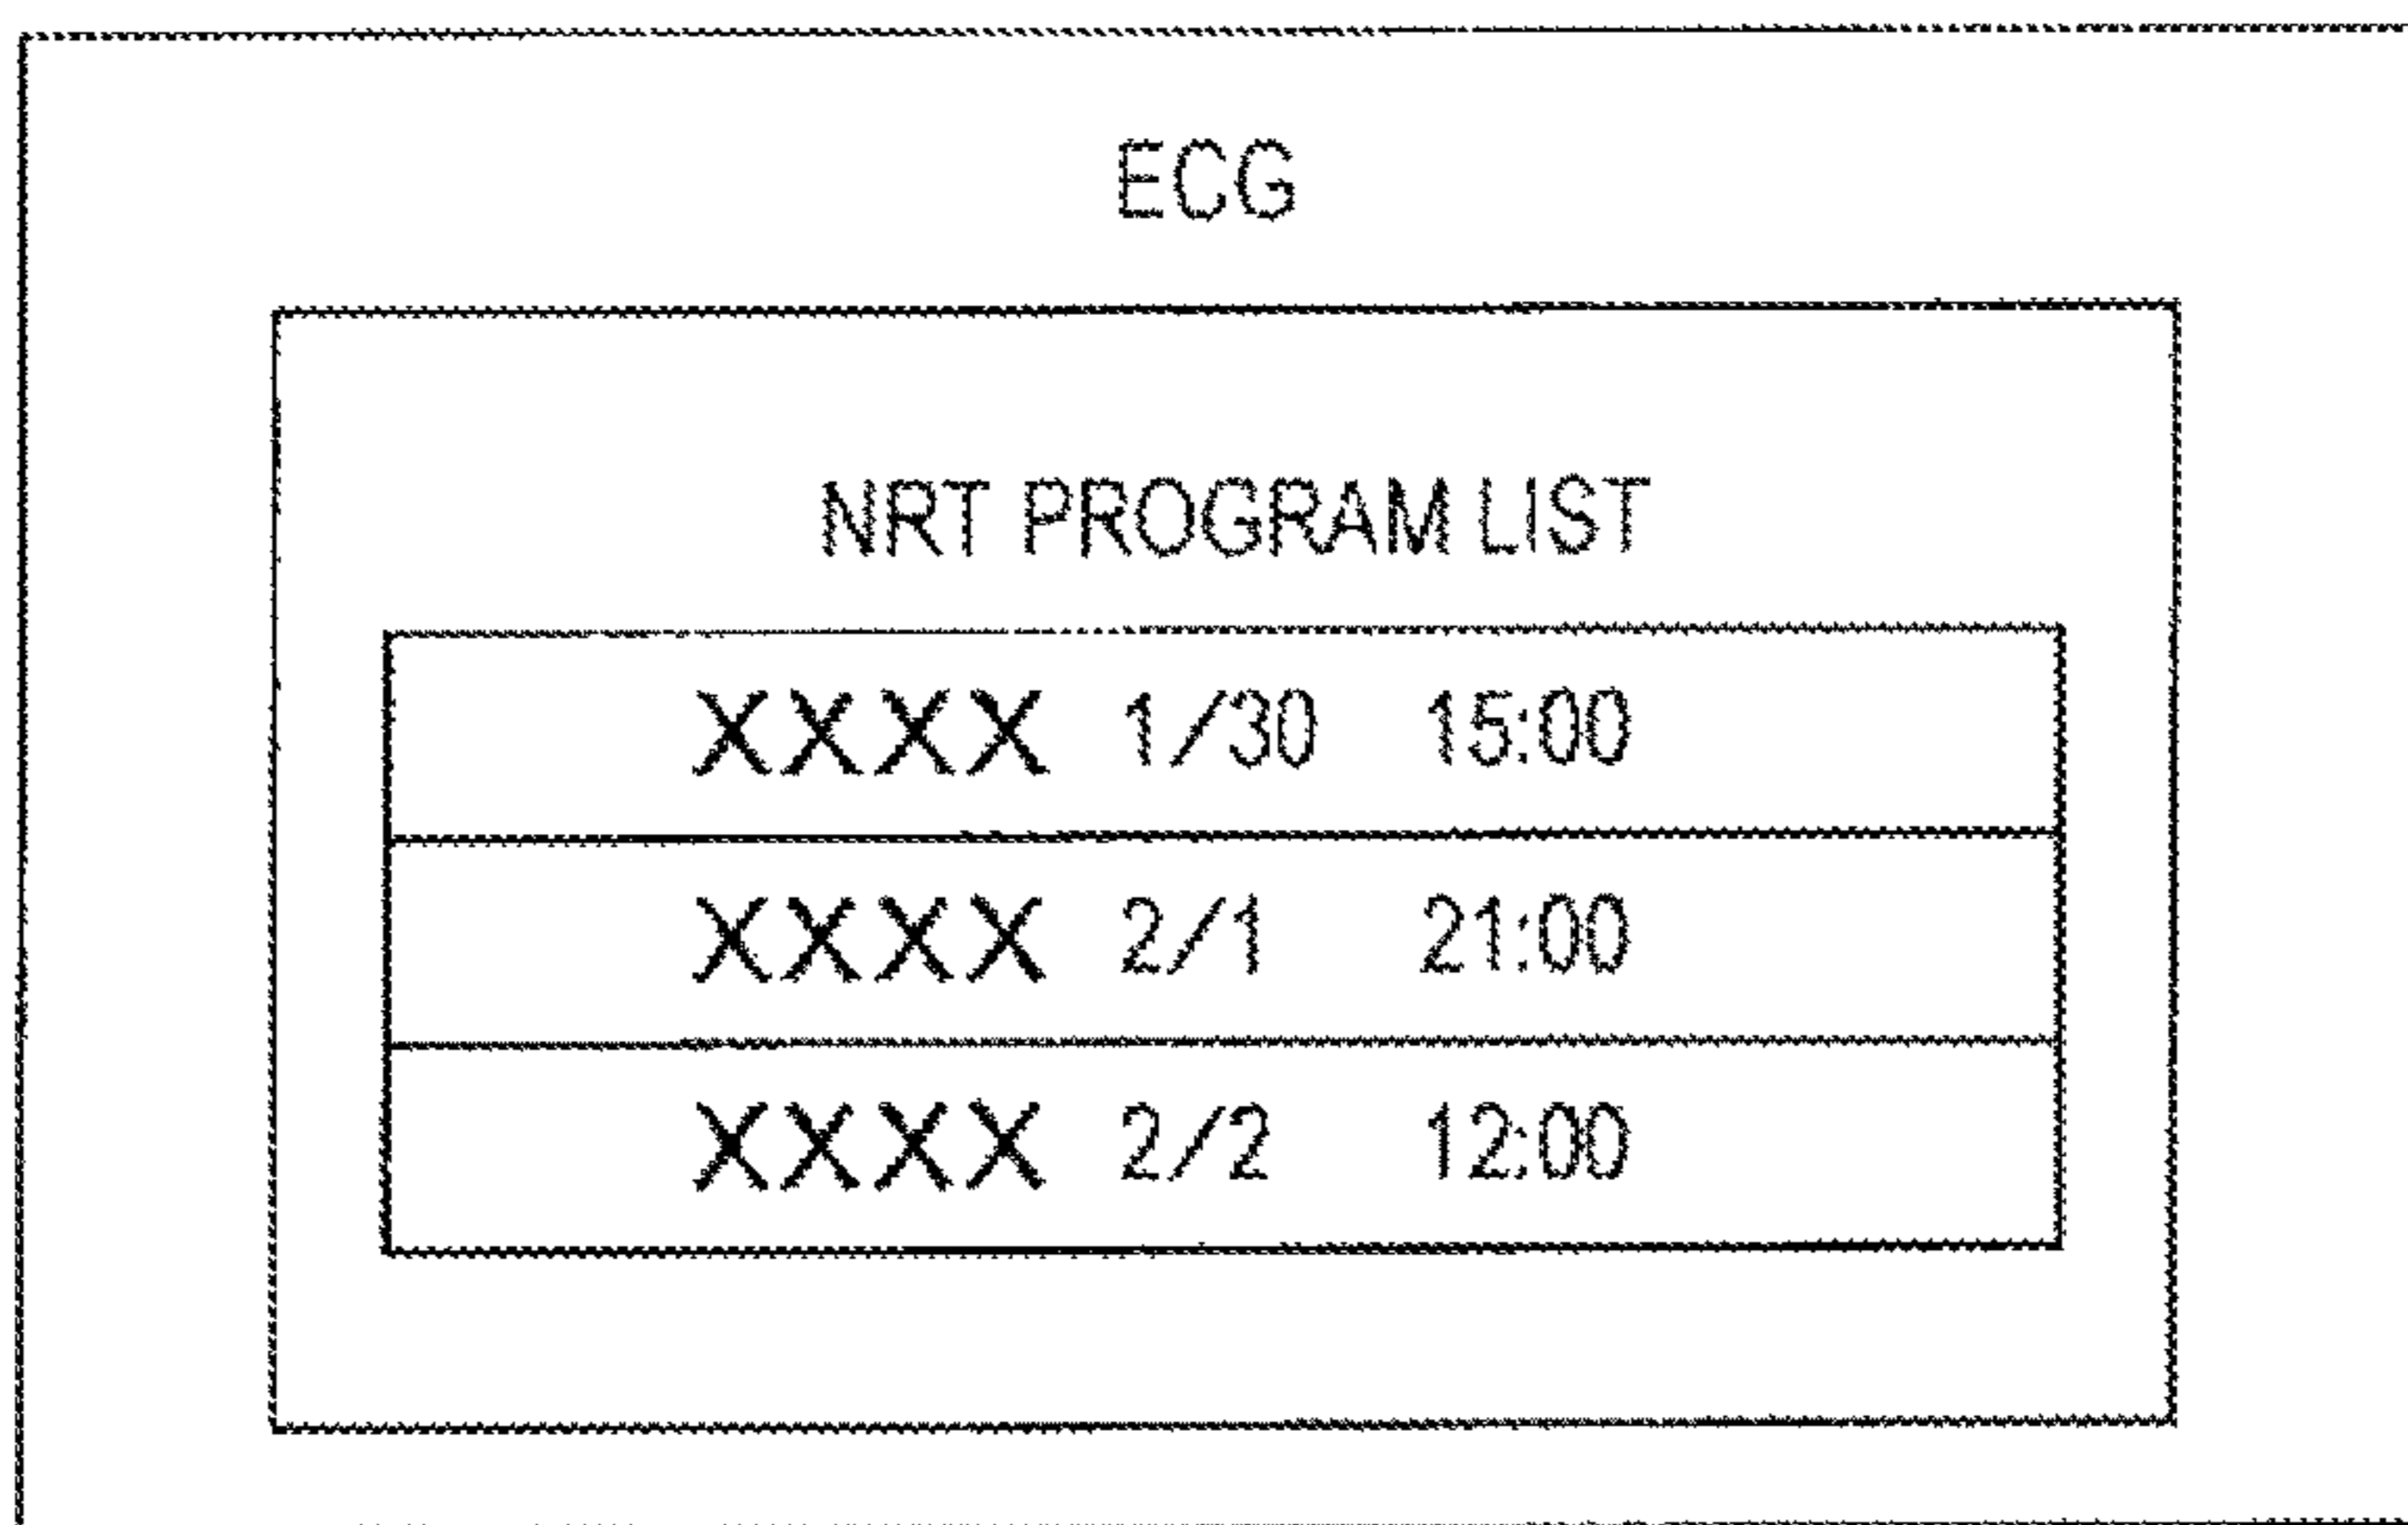 ECG
NRT PROGRAM LIST
XXXX 1/30 15:00
XXXX 2/1 21:00
XXXX 2/2 12:00